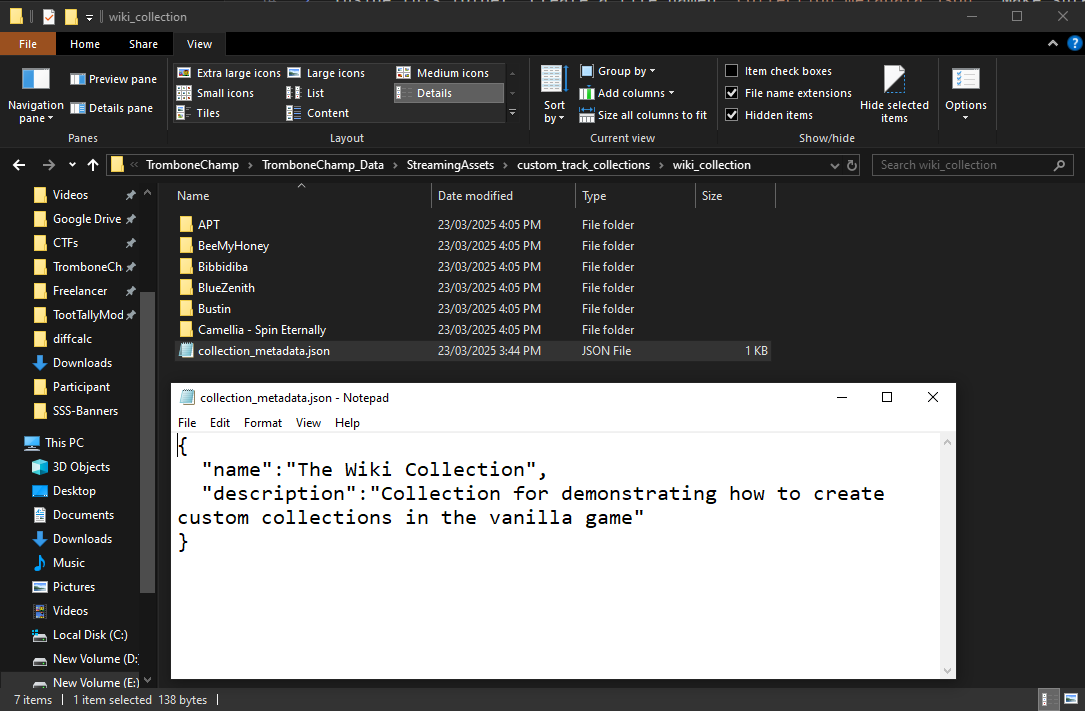 wiki_collection
File Home Share View
Navigation pane
Preview pane
Details pane
Panes
Extra large icons Large icons Medium icons
Small icons List Details
Tiles Content
Layout
Sort by
Group by
Add columns
Size all columns to fit
Current view
Item check boxes
File name extensions
Hidden items
Hide selected items
Show/hide
Options
TromboneChamp TromboneChamp_Data StreamingAssets custom_track_collections wiki_collection
Search wiki_collection
Videos
Google Drive
CTFs
TromboneCh
Freelancer
TootTallyMod
diffcalc
Downloads
Participant
SSS-Banners
This PC
3D Objects
Desktop
Documents
Downloads
Music
Pictures
Videos
Local Disk (C:)
New Volume (D:
New Volume (E:)
Name Date modified Type Size
APT 23/03/2025 4:05 PM File folder
BeeMyHoney 23/03/2025 4:05 PM File folder
Bibbidiba 23/03/2025 4:05 PM File folder
BlueZenith 23/03/2025 4:05 PM File folder
Bustin 23/03/2025 4:05 PM File folder
Camellia - Spin Eternally 23/03/2025 4:05 PM File folder
collection_metadata.json 23/03/2025 3:44 PM JSON File 1 KB
collection_metadata.json - Notepad
File Edit Format View Help
{
"name":"The Wiki Collection",
"description":"Collection for demonstrating how to create
custom collections in the vanilla game"
}
7 items 1 item selected 138 bytes